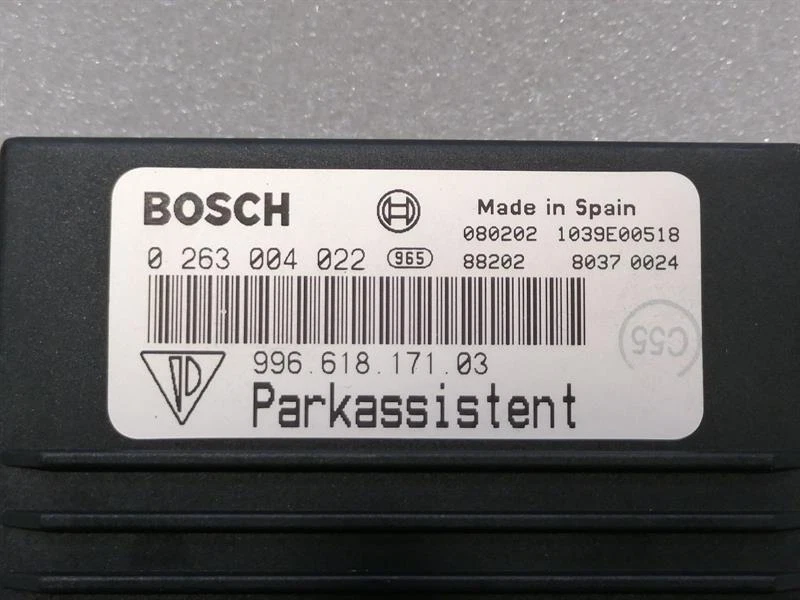 BOSCH
Made in Spain
080202 1039E00518
0 263 004 022 965 88202 8037 0024
996.618.171.03
Parkassistent
C55